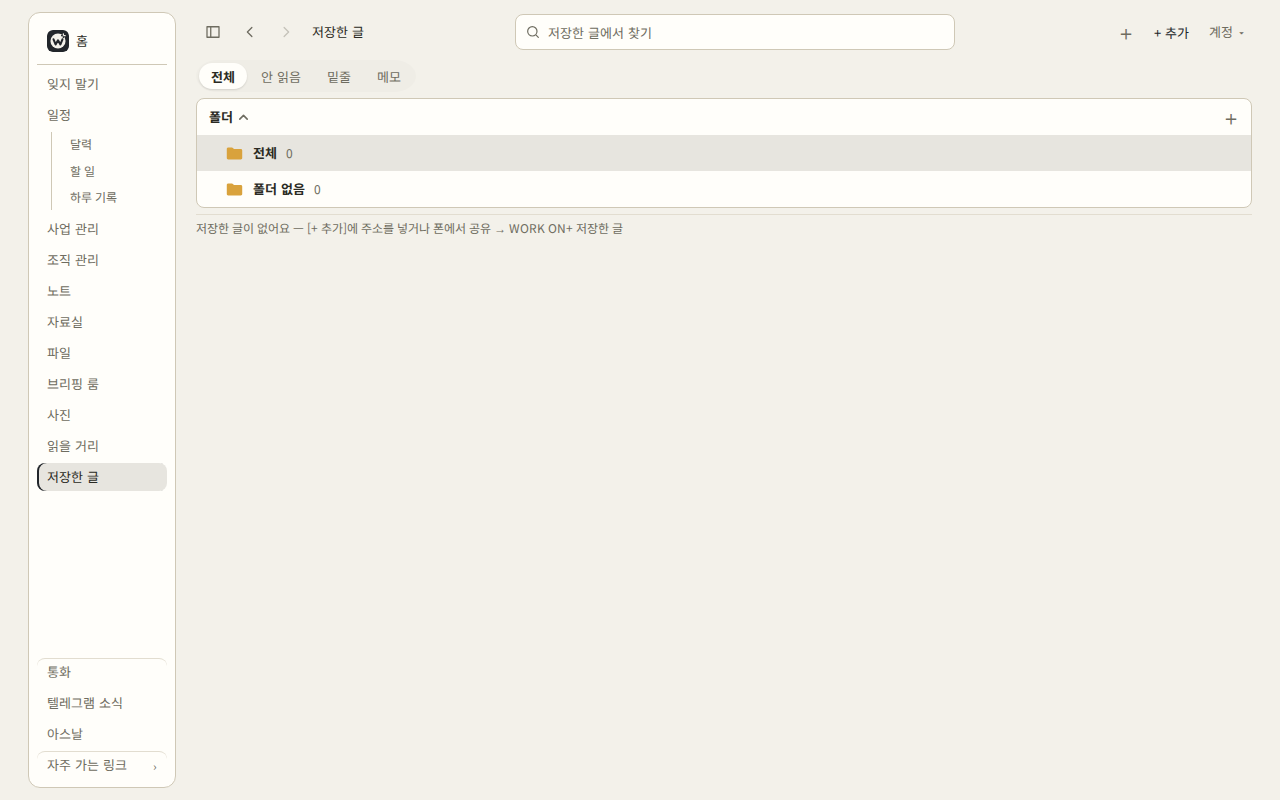 홈
잊지 말기
일정
달력
할 일
하루 기록
사업 관리
조직 관리
노트
자료실
파일
브리핑 룸
사진
읽을 거리
저장한 글
통화
텔레그램 소식
아스날
자주 가는 링크 ›
저장한 글
저장한 글에서 찾기
+ + 추가 계정
전체 안 읽음 밑줄 메모
폴더 +
전체 0
폴더 없음 0
저장한 글이 없어요 — [+ 추가]에 주소를 넣거나 폰에서 공유 → WORK ON+ 저장한 글